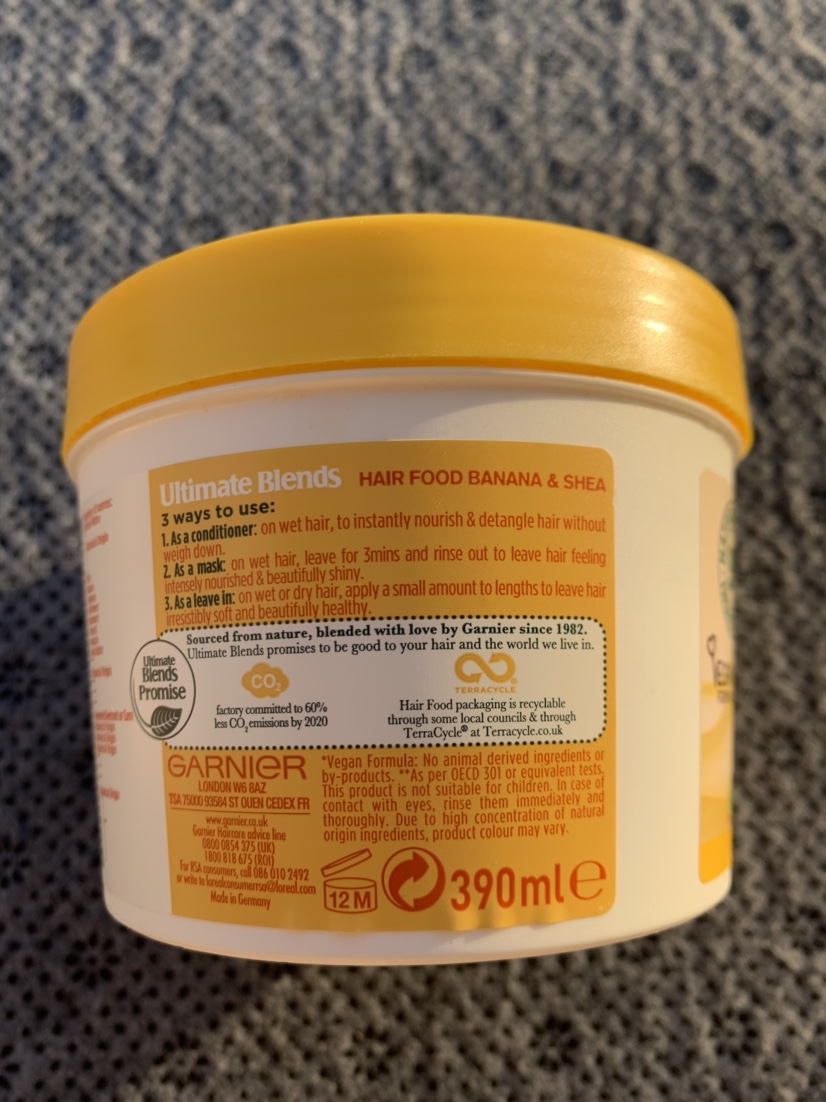 Ultimate Blends HAIR FOOD BANANA & SHEA
3 ways to use:
1. As a conditioner: on wet hair, to instantly nourish & detangle hair without
weigh down.
2. As a mask: on wet hair, leave for 3mins and rinse out to leave hair feeling
intensely nourished & beautifully shiny.
3. As a leave in: on wet or dry hair, apply a small amount to lengths to leave hair
irresistibly soft and beautifully healthy.
Sourced from nature, blended with love by Garnier since 1982.
Ultimate Blends promises to be good to your hair and the world we live in.
Ultimate
Blends
Promise
CO₂
factory committed to 60%
less CO₂ emissions by 2020
TERRACYCLE®
Hair Food packaging is recyclable
through some local councils & through
TerraCycle® at Terracycle.co.uk
GARNIER
LONDON W6 8AZ
TSA 75000 93584 ST OUEN CEDEX FR
www.garnier.co.uk
Garnier Haircare advice line
0800 0854 375 (UK)
1800 818 675 (ROI)
For RSA consumers, call 086 010 2492
or write to lorealconsumerrsa@loreal.com
Made in Germany
*Vegan Formula: No animal derived ingredients or
by-products. **As per OECD 301 or equivalent tests.
This product is not suitable for children. In case of
contact with eyes, rinse them immediately and
thoroughly. Due to high concentration of natural
origin ingredients, product colour may vary.
12 M
390ml e